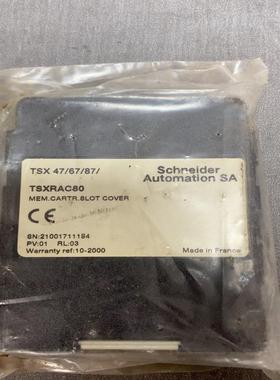 TSX 47/67/87/
Schneider
Automation SA
TSXRAC80
MEM.CARTR.SLOT COVER
CE
SN:21001711184
PV:01 RL:03
Warranty ref:10-2000
Made in France